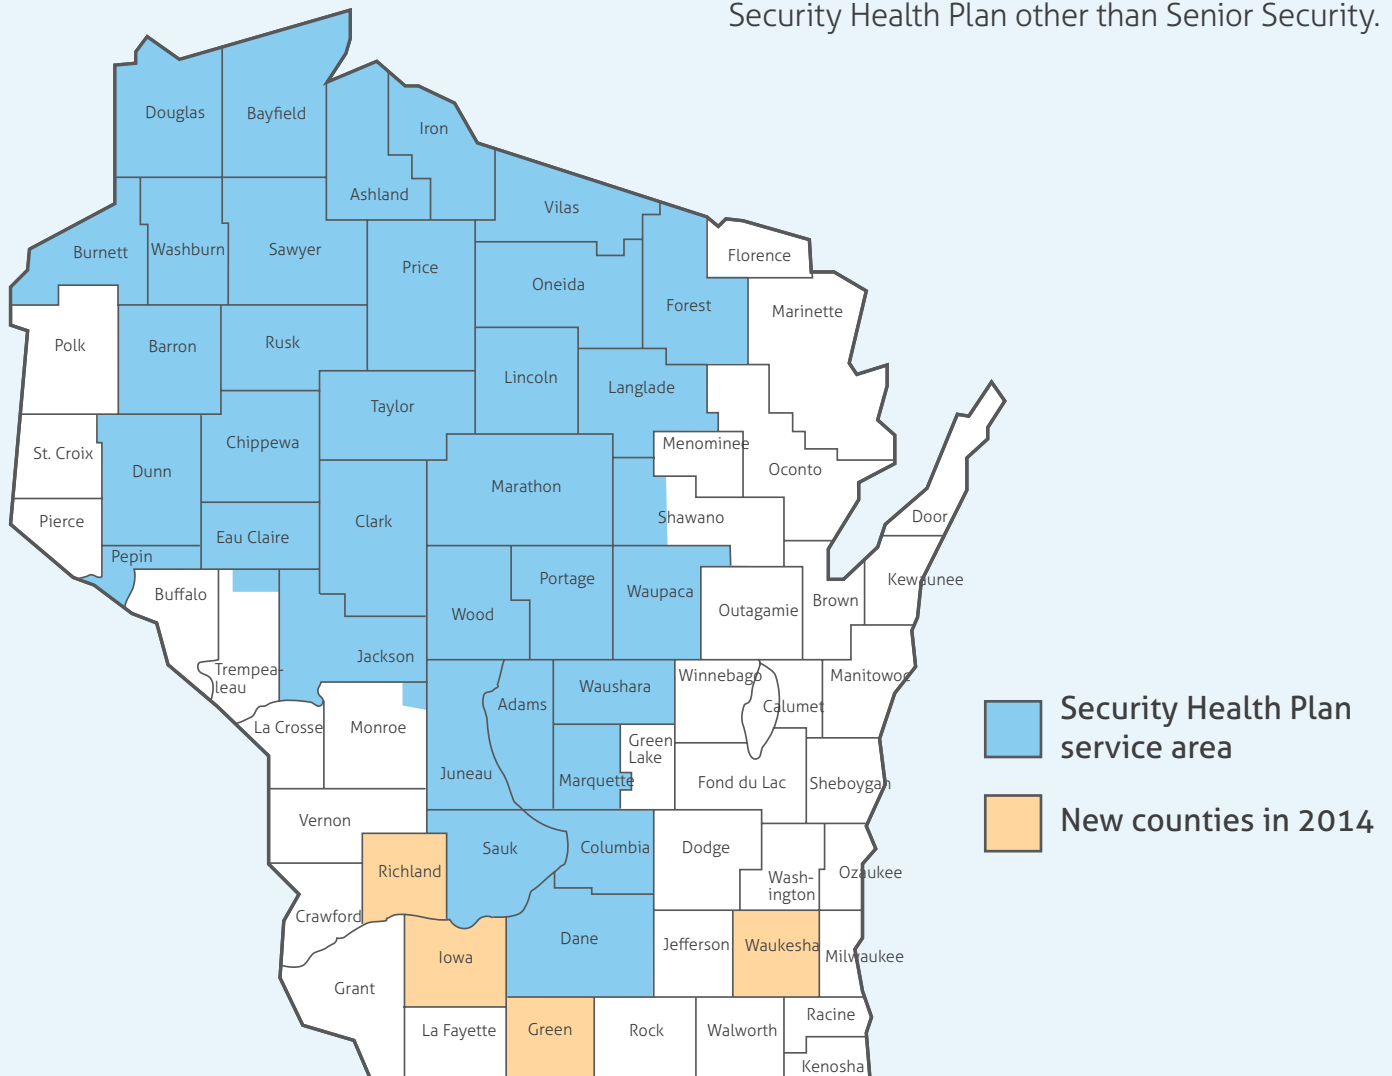 Security Health Plan other than Senior Security.
Douglas
Bayfield
Iron
Ashland
Vilas
Burnett
Washburn
Sawyer
Price
Florence
Oneida
Forest
Marinette
Polk
Barron
Rusk
Lincoln
Langlade
Taylor
Chippewa
Menominee
St. Croix
Dunn
Oconto
Marathon
Pierce
Clark
Shawano
Door
Eau Claire
Pepin
Portage
Kewaunee
Buffalo
Waupaca
Wood
Outagamie
Brown
Jackson
Trempea-
leau
Waushara
Winnebago
Manitowoc
Adams
Calumet
La Crosse
Monroe
Green
Lake
Juneau
Marquette
Fond du Lac
Sheboygan
Vernon
Sauk
Columbia
Dodge
Richland
Wash-
ington
Ozaukee
Crawford
Dane
Jefferson
Waukesha
Milwaukee
Iowa
Grant
La Fayette
Green
Rock
Walworth
Racine
Kenosha
Security Health Plan
service area
New counties in 2014